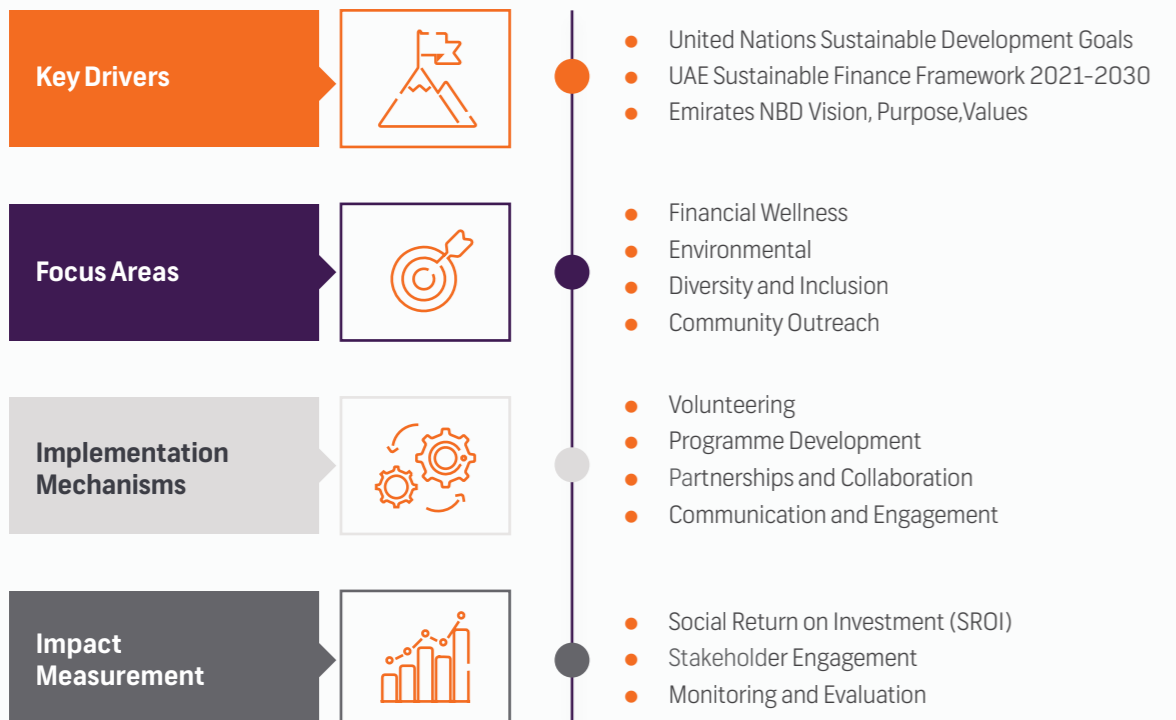 Key Drivers
United Nations Sustainable Development Goals
UAE Sustainable Finance Framework 2021-2030
Emirates NBD Vision, Purpose,Values
Focus Areas
Financial Wellness
Environmental
Diversity and Inclusion
Community Outreach
Implementation
Mechanisms
Volunteering
Programme Development
Partnerships and Collaboration
Communication and Engagement
Impact
Measurement
Social Return on Investment (SROI)
Stakeholder Engagement
Monitoring and Evaluation